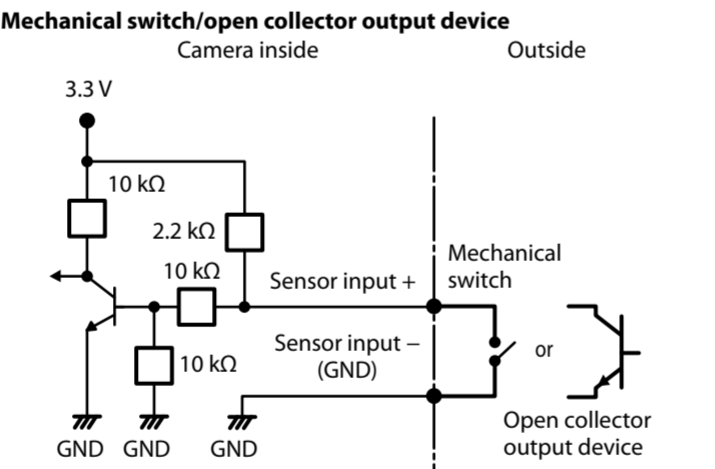 Mechanical switch/open collector output device
Camera inside
Outside
3.3 V
10 kΩ
2.2 kΩ
10 kΩ
Sensor input +
Mechanical
switch
Sensor input –
(GND)
or
10 kΩ
GND
GND
GND
Open collector
output device